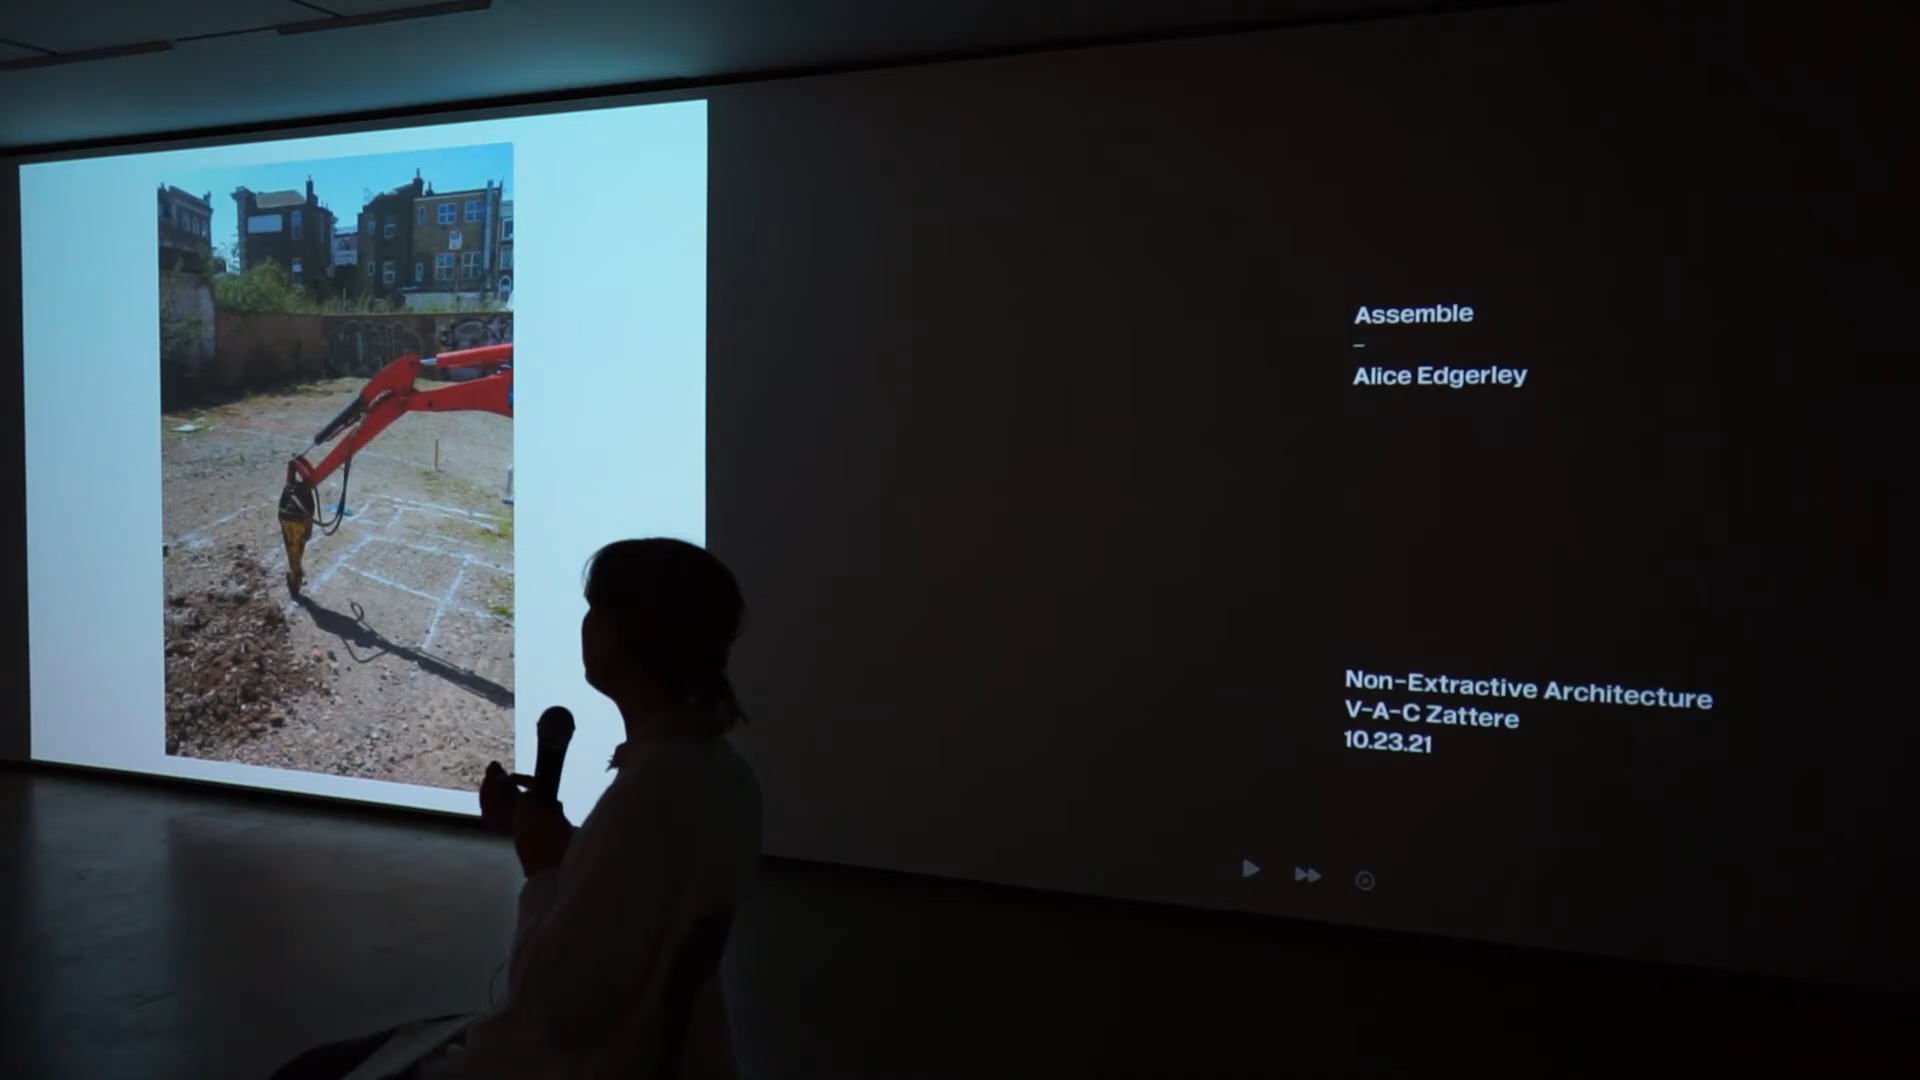 Assemble
–
Alice Edgerley
Non-Extractive Architecture
V-A-C Zattere
10.23.21